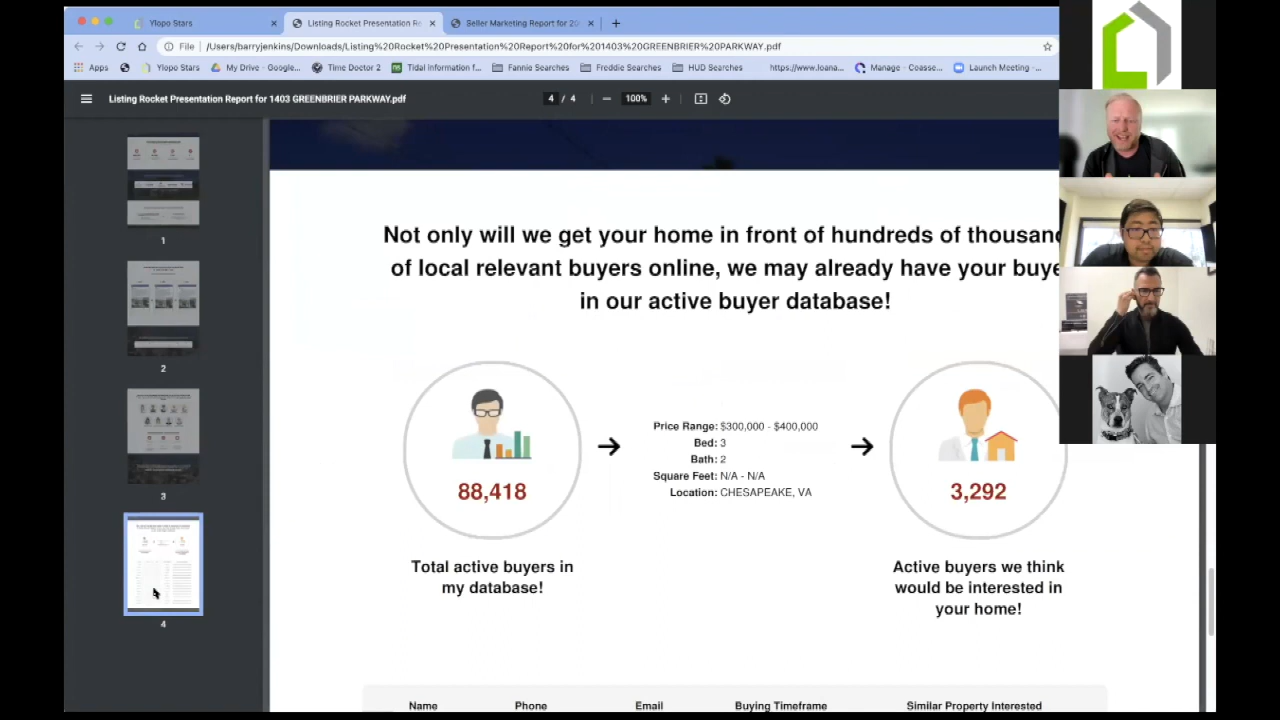 Ylopo Stars
Listing Rocket Presentation Re
Seller Marketing Report for 20
File
/Users/barryjenkins/Downloads/Listing%20Rocket%20Presentation%20Report%20for%201403%20GREENBRIER%20PARKWAY.pdf
Apps
Ylopo Stars
My Drive - Google...
Time Doctor 2
Tidal Information f...
Fannie Searches
Freddie Searches
HUD Searches
https://www.loana...
Manage - Coasse...
Launch Meeting -...
Listing Rocket Presentation Report for 1403 GREENBRIER PARKWAY.pdf
4 / 4
100%
1
2
3
4
Not only will we get your home in front of hundreds of thousan
of local relevant buyers online, we may already have your buye
in our active buyer database!
88,418
Total active buyers in
my database!
Price Range: $300,000 - $400,000
Bed: 3
Bath: 2
Square Feet: N/A - N/A
Location: CHESAPEAKE, VA
3,292
Active buyers we think
would be interested in
your home!
Name Phone Email Buying Timeframe Similar Property Interested